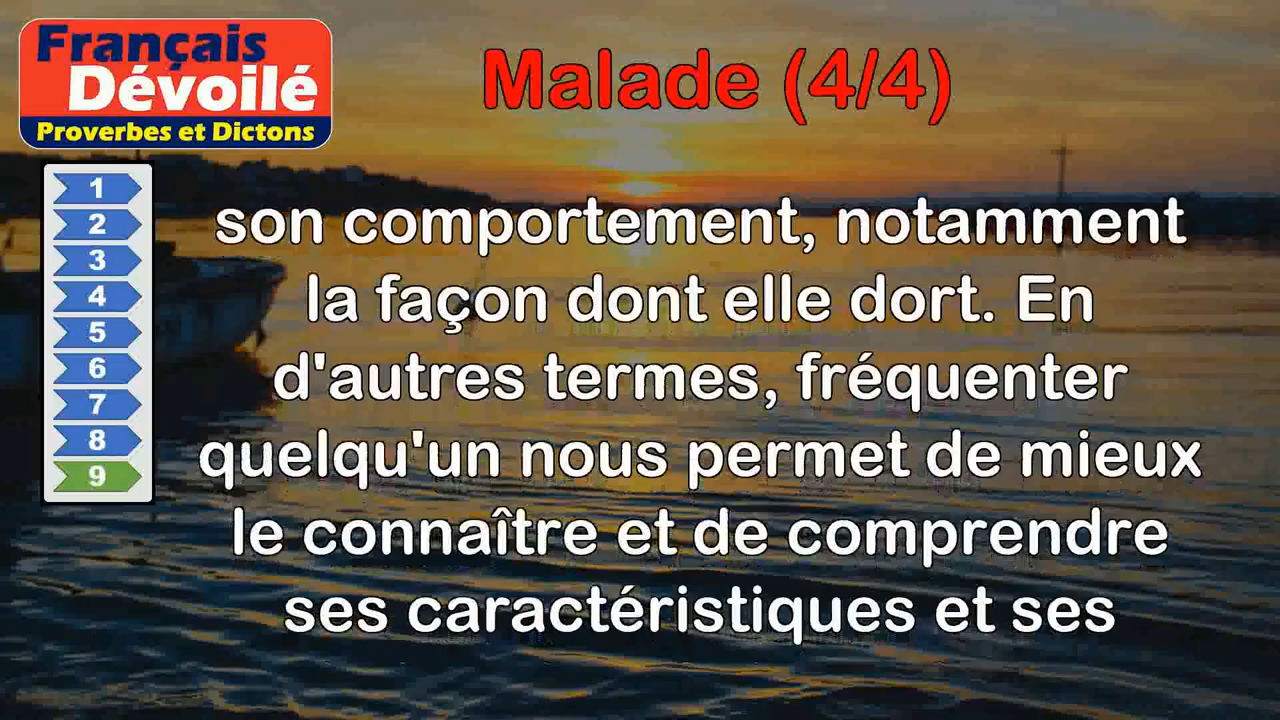 Français
Dévoilé
Proverbes et Dictons
Malade (4/4)
1
2
3
4
5
6
7
8
9
son comportement, notamment
la façon dont elle dort. En
d'autres termes, fréquenter
quelqu'un nous permet de mieux
le connaître et de comprendre
ses caractéristiques et ses